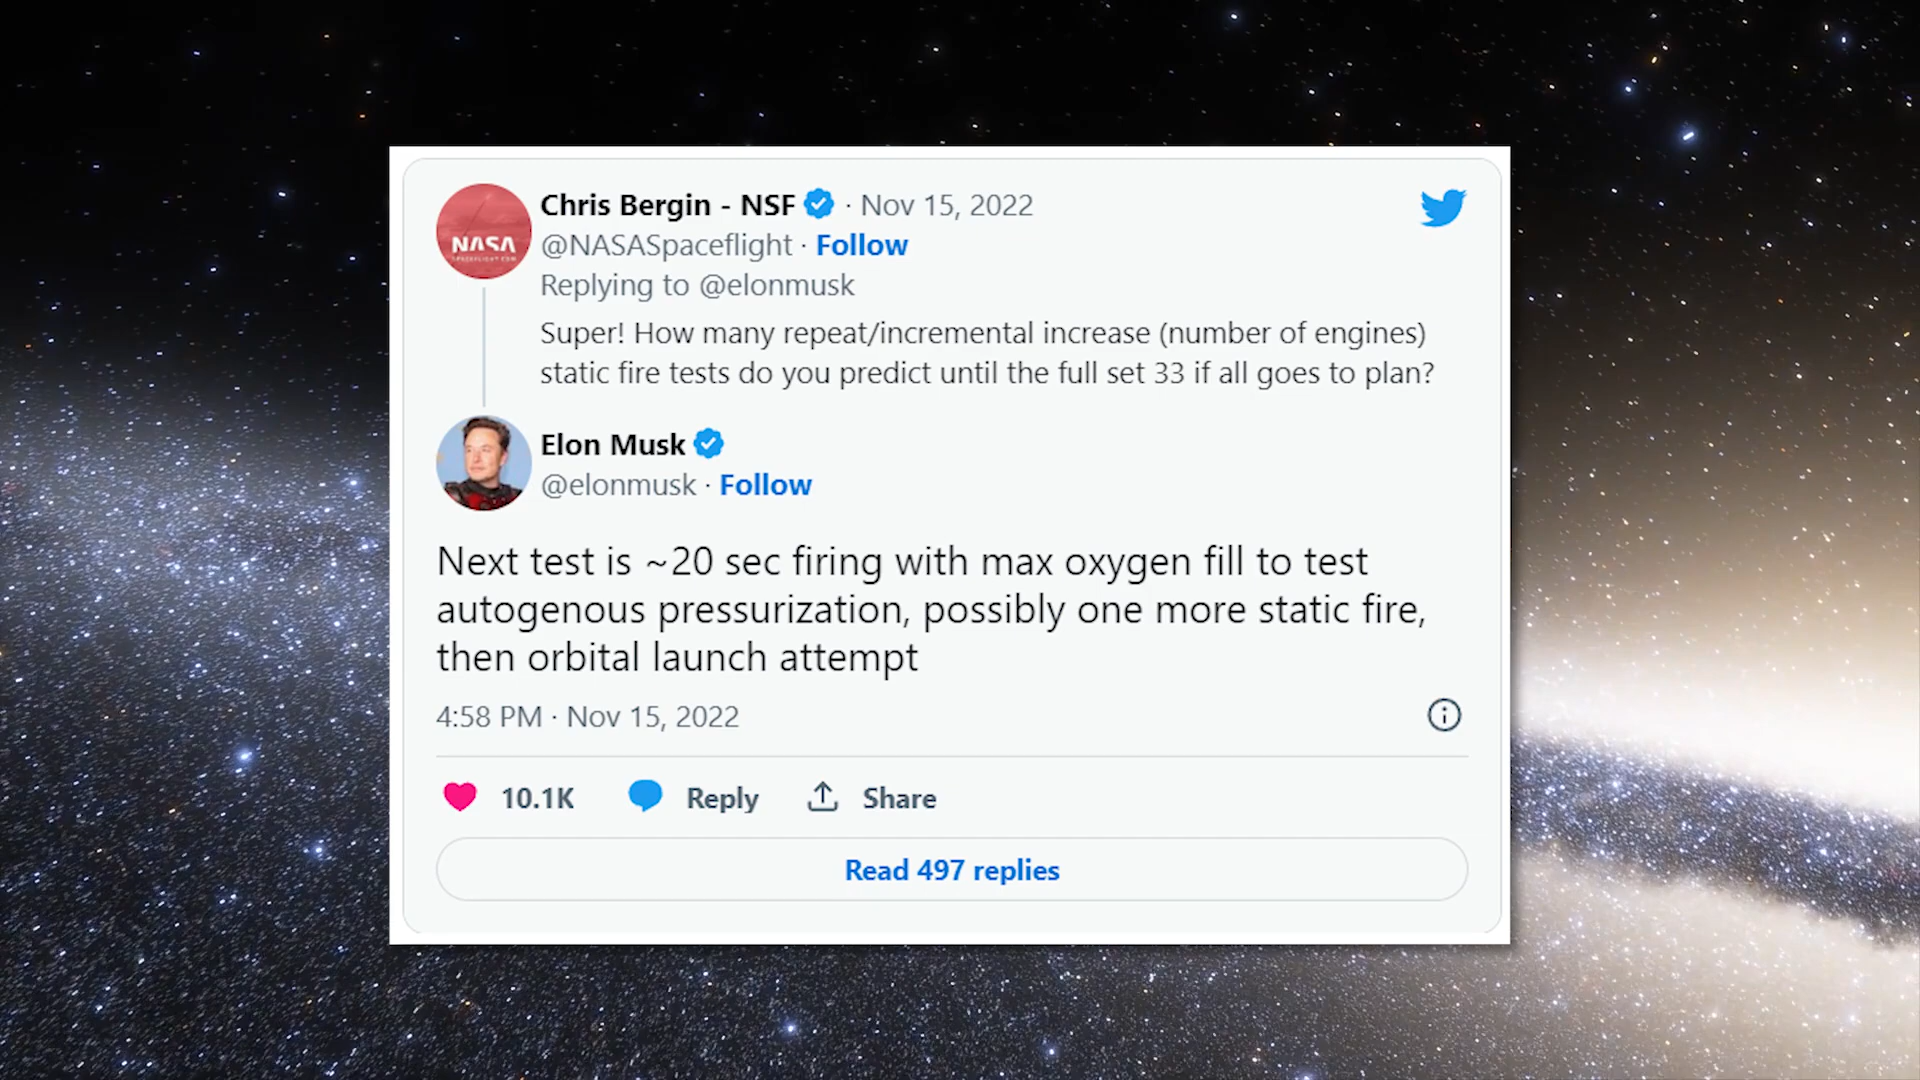 Chris Bergin - NSF · Nov 15, 2022
@NASASpaceflight · Follow
Replying to @elonmusk
Super! How many repeat/incremental increase (number of engines)
static fire tests do you predict until the full set 33 if all goes to plan?
NASA
SPACEFLIGHT.COM
Elon Musk
@elonmusk · Follow
Next test is ~20 sec firing with max oxygen fill to test
autogenous pressurization, possibly one more static fire,
then orbital launch attempt
4:58 PM · Nov 15, 2022
10.1K Reply Share
Read 497 replies